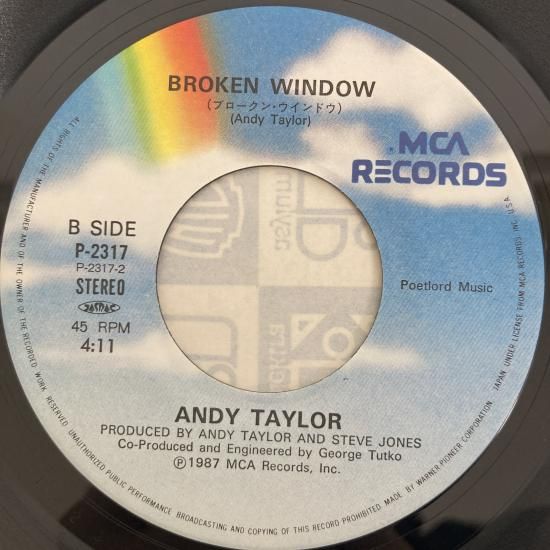 BROKEN WINDOW
(ブロークン・ウインドウ)
(Andy Taylor)
MCA
RECORDS
B SIDE
P-2317
P-2317-2
STEREO
JASRAC
45 RPM
4:11
Poetlord Music
ANDY TAYLOR
PRODUCED BY ANDY TAYLOR AND STEVE JONES
Co-Produced and Engineered by George Tutko
Ⓟ1987 MCA Records, Inc.
ALL RIGHTS OF THE MANUFACTURER AND OF THE OWNER OF THE RECORDED WORK RESERVED UNAUTHORIZED PUBLIC PERFORMANCE BROADCASTING AND COPYING OF THIS RECORD PROHIBITED MADE BY WARNER-PIONEER CORPORATION, JAPAN UNDER LICENSE FROM MCA RECORDS, INC., U.S.A.
asylum